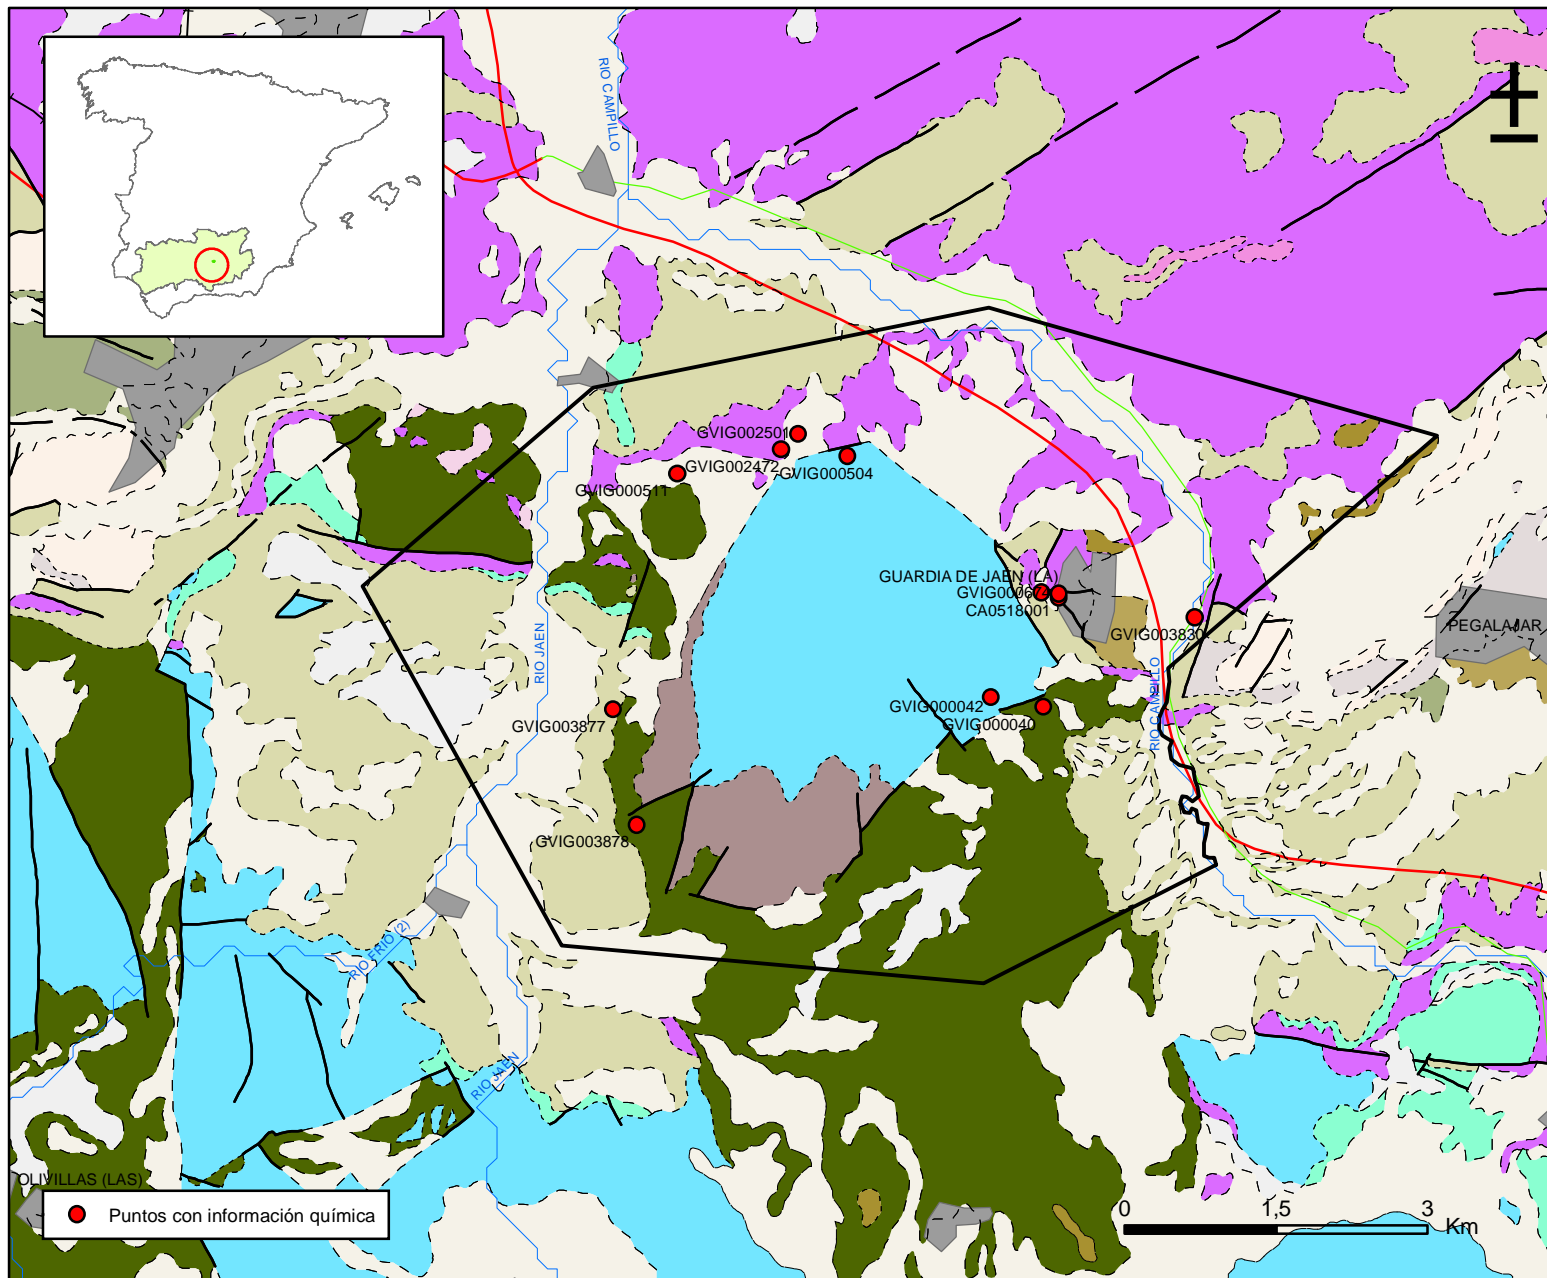 RIO CAMPILLO
GVIG002501
GVIG002472
GVIG000504
GVIG000511
RIO JAEN
GUARDIA DE JAEN (LA)
GVIG000674
CA0518001
GVIG003830
PEGALAJAR
GVIG000042
GVIG000040
RIO CAMPILLO
GVIG003877
GVIG003878
RIO FRIO (2)
RIO JAEN
OLIVILLAS (LAS)
Puntos con información química
0 1,5 3
Km